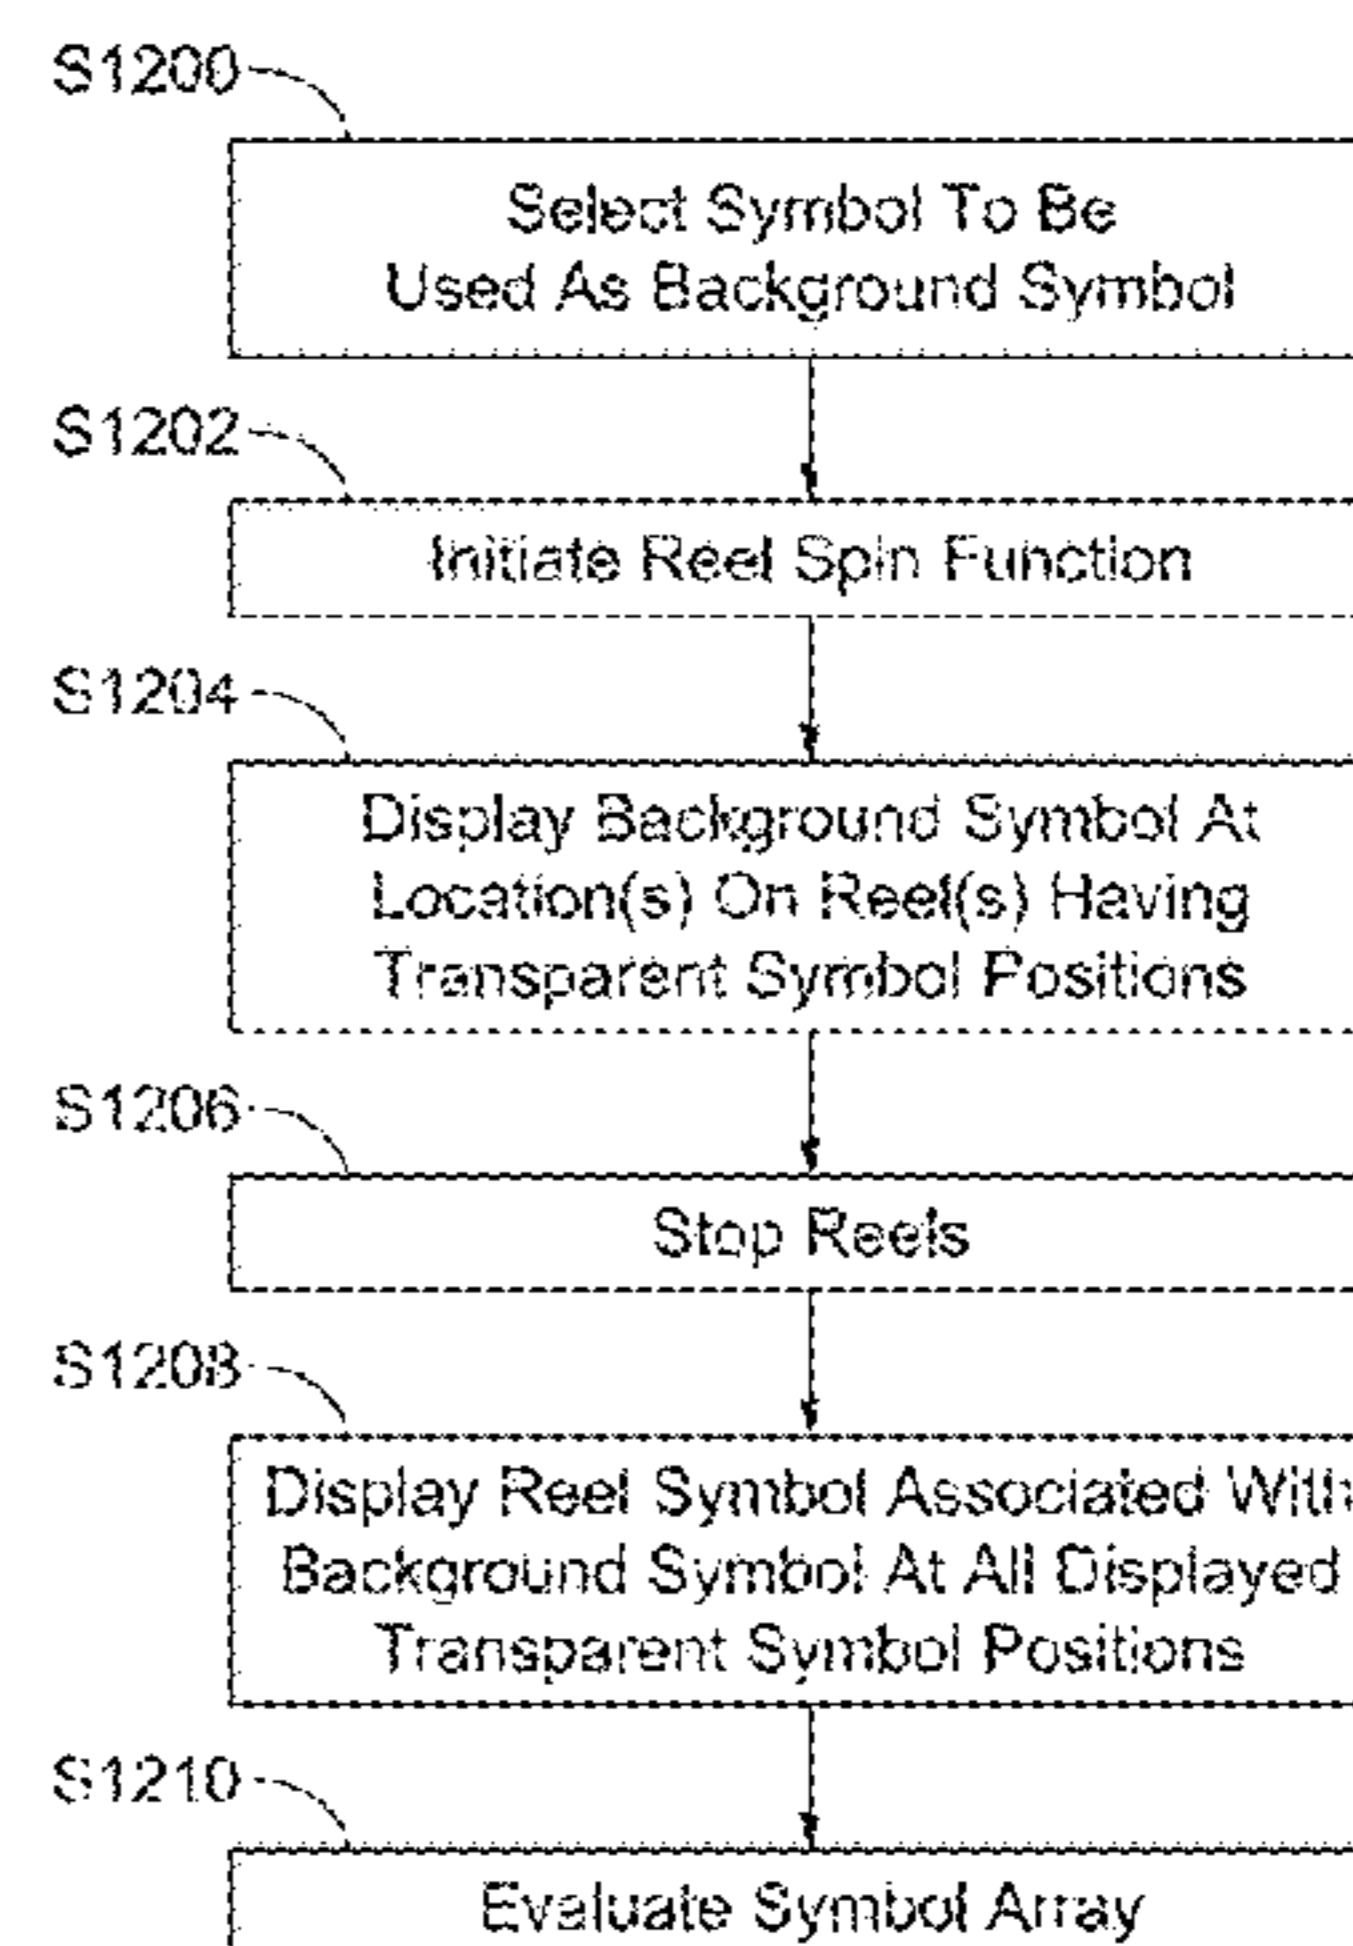 S1200
Select Symbol To Be
Used As Background Symbol
S1202
Initiate Reel Spin Function
S1204
Display Background Symbol At
Location(s) On Reel(s) Having
Transparent Symbol Positions
S1206
Stop Reels
S1208
Display Reel Symbol Associated With
Background Symbol At All Displayed
Transparent Symbol Positions
S1210
Evaluate Symbol Array